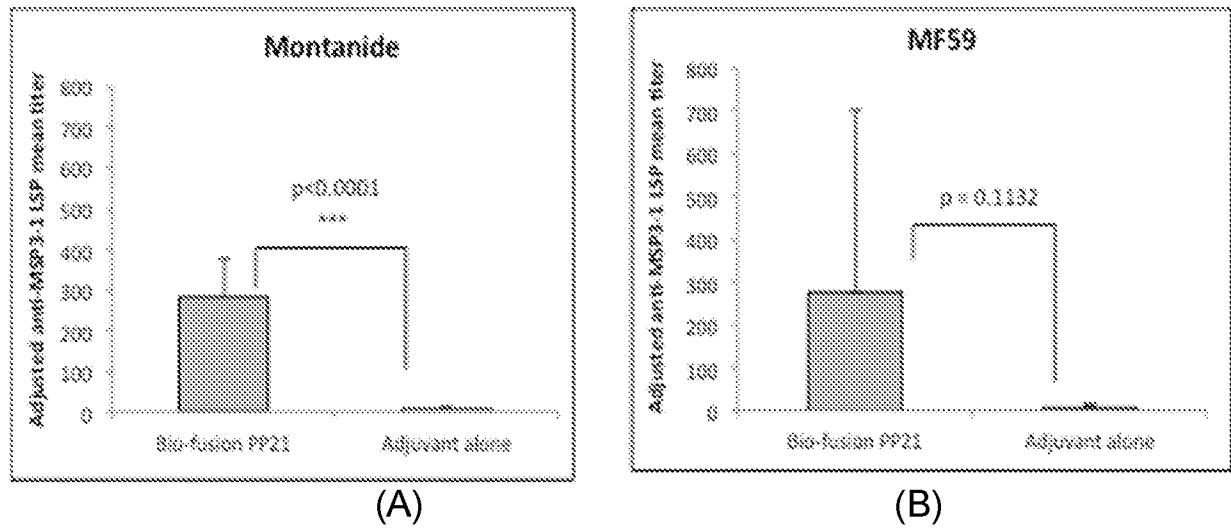 Montanide
Adjusted anti-MSP3-1 LSP mean titer
800
700
600
500
400
300
200
100
0
p<0.0001
***
Bio-fusion PP21
Adjuvant alone
(A)
MF59
Adjusted anti-MSP3-1 LSP mean titer
800
700
600
500
400
300
200
100
0
p = 0.1132
Bio-fusion PP21
Adjuvant alone
(B)